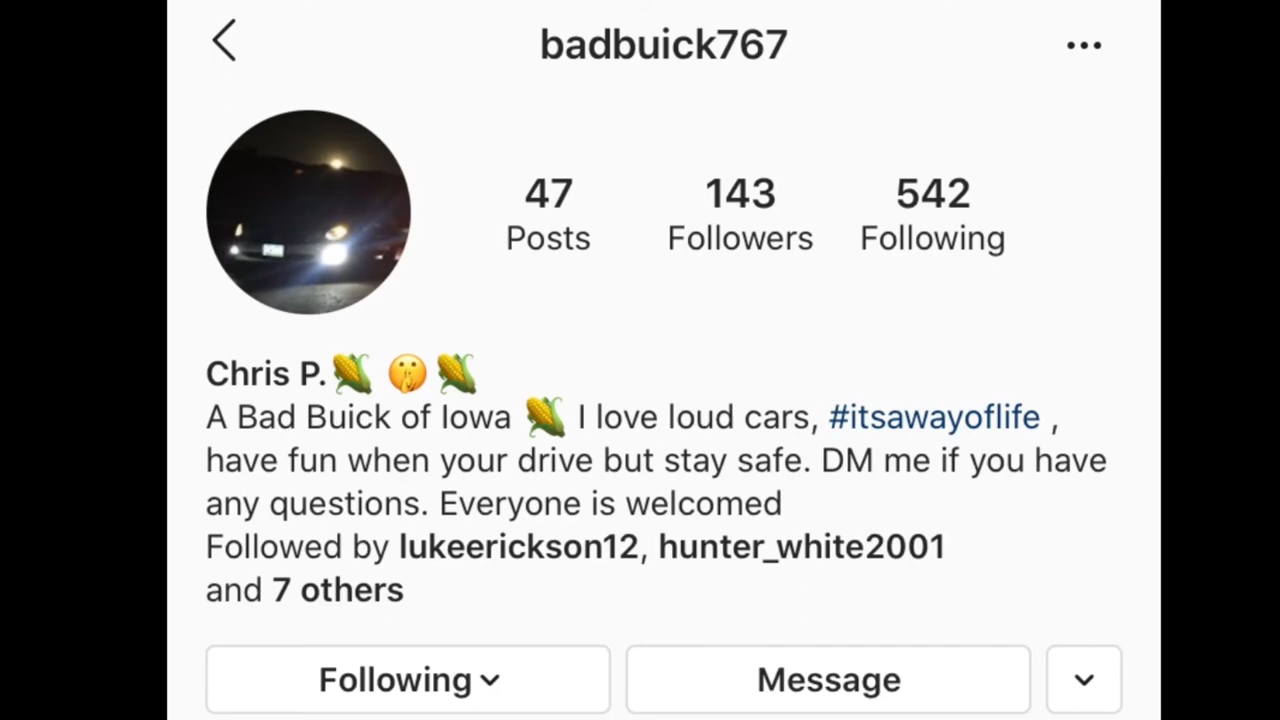 badbuick767
47 143 542
Posts Followers Following
Chris P.🌽 🤫🌽
A Bad Buick of Iowa 🌽 I love loud cars, #itsawayoflife ,
have fun when your drive but stay safe. DM me if you have
any questions. Everyone is welcomed
Followed by lukeerickson12, hunter_white2001
and 7 others
Following Message